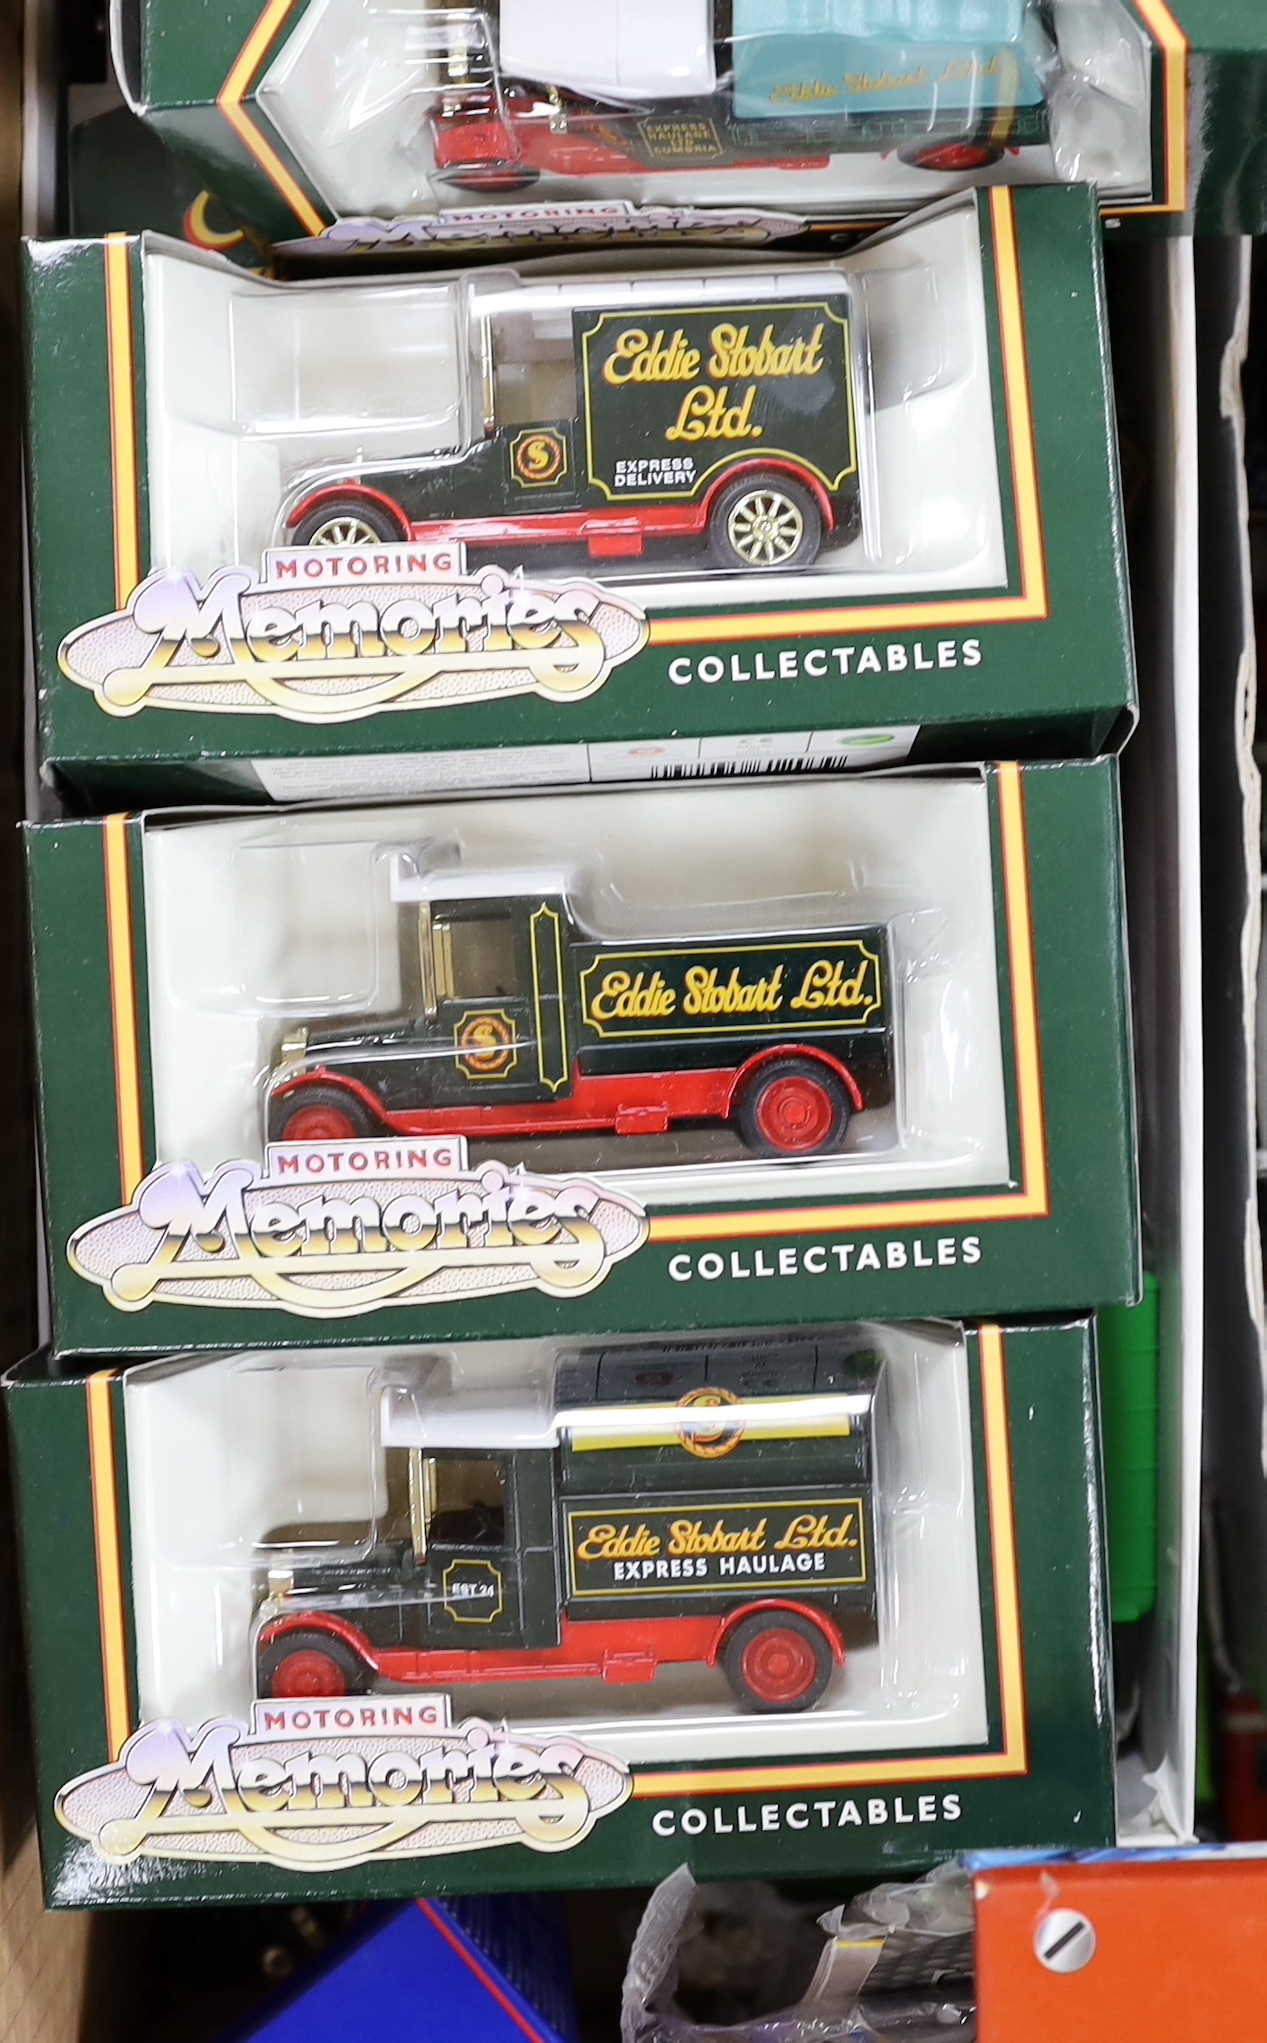 Eddie Stobart Ltd.
EXPRESS
HAULAGE
LTD
CUMBRIA
MOTORING
Memories
Eddie Stobart
Ltd.
S
EXPRESS
DELIVERY
MOTORING
Memories
COLLECTABLES
Eddie Stobart Ltd.
S
MOTORING
Memories
COLLECTABLES
S
Eddie Stobart Ltd.
EXPRESS HAULAGE
EST 24
MOTORING
Memories
COLLECTABLES